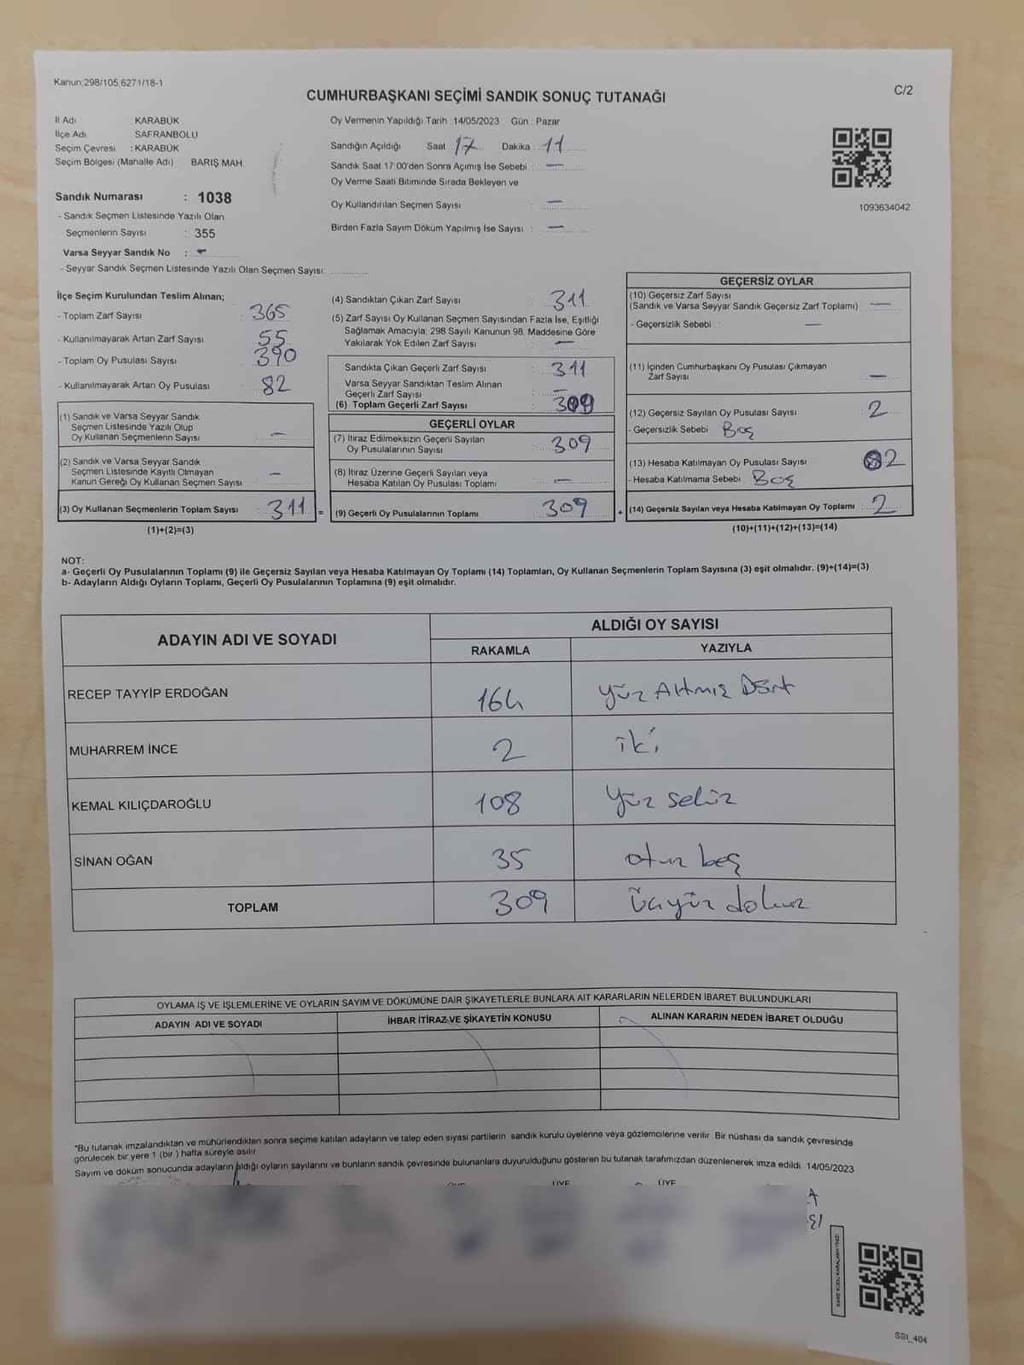 Kanun:298/105,6271/18-1
C/2
CUMHURBAŞKANI SEÇİMİ SANDIK SONUÇ TUTANAĞI
İl Adı KARABÜK
İlçe Adı SAFRANBOLU
Seçim Çevresi : KARABÜK
Seçim Bölgesi (Mahalle Adı) BARIŞ MAH.
Sandık Numarası : 1038
- Sandık Seçmen Listesinde Yazılı Olan
Seçmenlerin Sayısı : 355
Varsa Seyyar Sandık No : -
- Seyyar Sandık Seçmen Listesinde Yazılı Olan Seçmen Sayısı:
Oy Vermenin Yapıldığı Tarih : 14/05/2023 Gün : Pazar
Sandığın Açıldığı Saat 17 Dakika 11
Sandık Saat 17:00'den Sonra Açılmış İse Sebebi : —
Oy Verme Saati Bitiminde Sırada Bekleyen ve
Oy Kullandırılan Seçmen Sayısı : —
Birden Fazla Sayım Döküm Yapılmış İse Sayısı : —
1093634042
İlçe Seçim Kurulundan Teslim Alınan;
- Toplam Zarf Sayısı : 365
- Kullanılmayarak Artan Zarf Sayısı : 55
- Toplam Oy Pusulası Sayısı : 390
- Kullanılmayarak Artan Oy Pusulası : 82
(1) Sandık ve Varsa Seyyar Sandık
Seçmen Listesinde Yazılı Olup
Oy Kullanan Seçmenlerin Sayısı : —
(2) Sandık ve Varsa Seyyar Sandık
Seçmen Listesinde Kayıtlı Olmayan
Kanun Gereği Oy Kullanan Seçmen Sayısı : —
(3) Oy Kullanan Seçmenlerin Toplam Sayısı : 311 =
(1)+(2)=(3)
(4) Sandıktan Çıkan Zarf Sayısı : 311
(5) Zarf Sayısı Oy Kullanan Seçmen Sayısından Fazla İse, Eşitliği
Sağlamak Amacıyla; 298 Sayılı Kanunun 98. Maddesine Göre
Yakılarak Yok Edilen Zarf Sayısı : —
Sandıkta Çıkan Geçerli Zarf Sayısı : 311
Varsa Seyyar Sandıktan Teslim Alınan
Geçerli Zarf Sayısı : —
(6) Toplam Geçerli Zarf Sayısı : 309
GEÇERLİ OYLAR
(7) İtiraz Edilmeksizin Geçerli Sayılan
Oy Pusulalarının Sayısı : 309
(8) İtiraz Üzerine Geçerli Sayılan veya
Hesaba Katılan Oy Pusulası Toplamı : —
(9) Geçerli Oy Pusulalarının Toplamı : 309 +
GEÇERSİZ OYLAR
(10) Geçersiz Zarf Sayısı
(Sandık ve Varsa Seyyar Sandık Geçersiz Zarf Toplamı) : —
- Geçersizlik Sebebi : —
(11) İçinden Cumhurbaşkanı Oy Pusulası Çıkmayan
Zarf Sayısı : —
(12) Geçersiz Sayılan Oy Pusulası Sayısı : 2
- Geçersizlik Sebebi : Boş
(13) Hesaba Katılmayan Oy Pusulası Sayısı : 2
- Hesaba Katılmama Sebebi : Boş
(14) Geçersiz Sayılan veya Hesaba Katılmayan Oy Toplamı : 2
(10)+(11)+(12)+(13)=(14)
NOT:
a- Geçerli Oy Pusulalarının Toplamı (9) ile Geçersiz Sayılan veya Hesaba Katılmayan Oy Toplamı (14) Toplamları, Oy Kullanan Seçmenlerin Toplam Sayısına (3) eşit olmalıdır. (9)+(14)=(3)
b- Adayların Aldığı Oyların Toplamı, Geçerli Oy Pusulalarının Toplamına (9) eşit olmalıdır.
ADAYIN ADI VE SOYADI
ALDIĞI OY SAYISI
RAKAMLA YAZIYLA
RECEP TAYYİP ERDOĞAN 164 yüz Altmış Dört
MUHARREM İNCE 2 iki
KEMAL KILIÇDAROĞLU 108 Yüz sekiz
SİNAN OĞAN 35 otuz beş
TOPLAM 309 üçyüz dokuz
OYLAMA İŞ VE İŞLEMLERİNE VE OYLARIN SAYIM VE DÖKÜMÜNE DAİR ŞİKAYETLERLE BUNLARA AİT KARARLARIN NELERDEN İBARET BULUNDUKLARI
ADAYIN ADI VE SOYADI İHBAR İTİRAZ VE ŞİKAYETİN KONUSU ALINAN KARARIN NEDEN İBARET OLDUĞU
*Bu tutanak imzalandıktan ve mühürlendikten sonra seçime katılan adayların ve talep eden siyasi partilerin sandık kurulu üyelerine veya gözlemcilerine verilir. Bir nüshası da sandık çevresinde
görülecek bir yere 1 (bir) hafta süreyle asılır.
Sayım ve döküm sonucunda adayların aldığı oyların sayılarını ve bunların sandık çevresinde bulunanlara duyurulduğunu gösteren bu tutanak tarafımızdan düzenlenerek imza edildi. 14/05/2023
ÜYE ÜYE
SBI_404